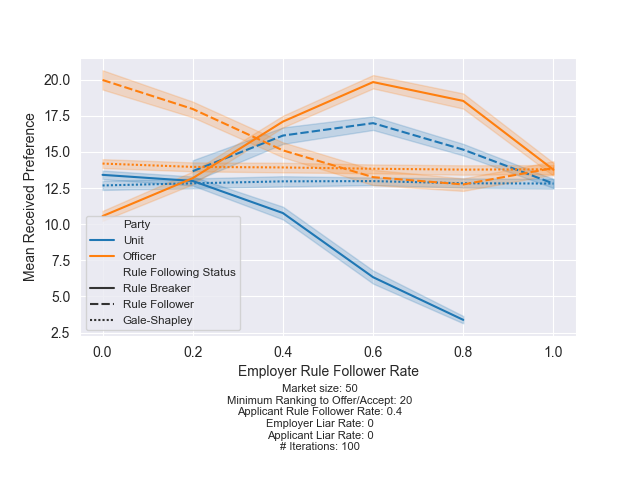 20.0
17.5
15.0
12.5
10.0
7.5
5.0
2.5
Mean Received Preference
Party
Unit
Officer
Rule Following Status
Rule Breaker
Rule Follower
Gale-Shapley
0.0 0.2 0.4 0.6 0.8 1.0
Employer Rule Follower Rate
Market size: 50
Minimum Ranking to Offer/Accept: 20
Applicant Rule Follower Rate: 0.4
Employer Liar Rate: 0
Applicant Liar Rate: 0
# Iterations: 100